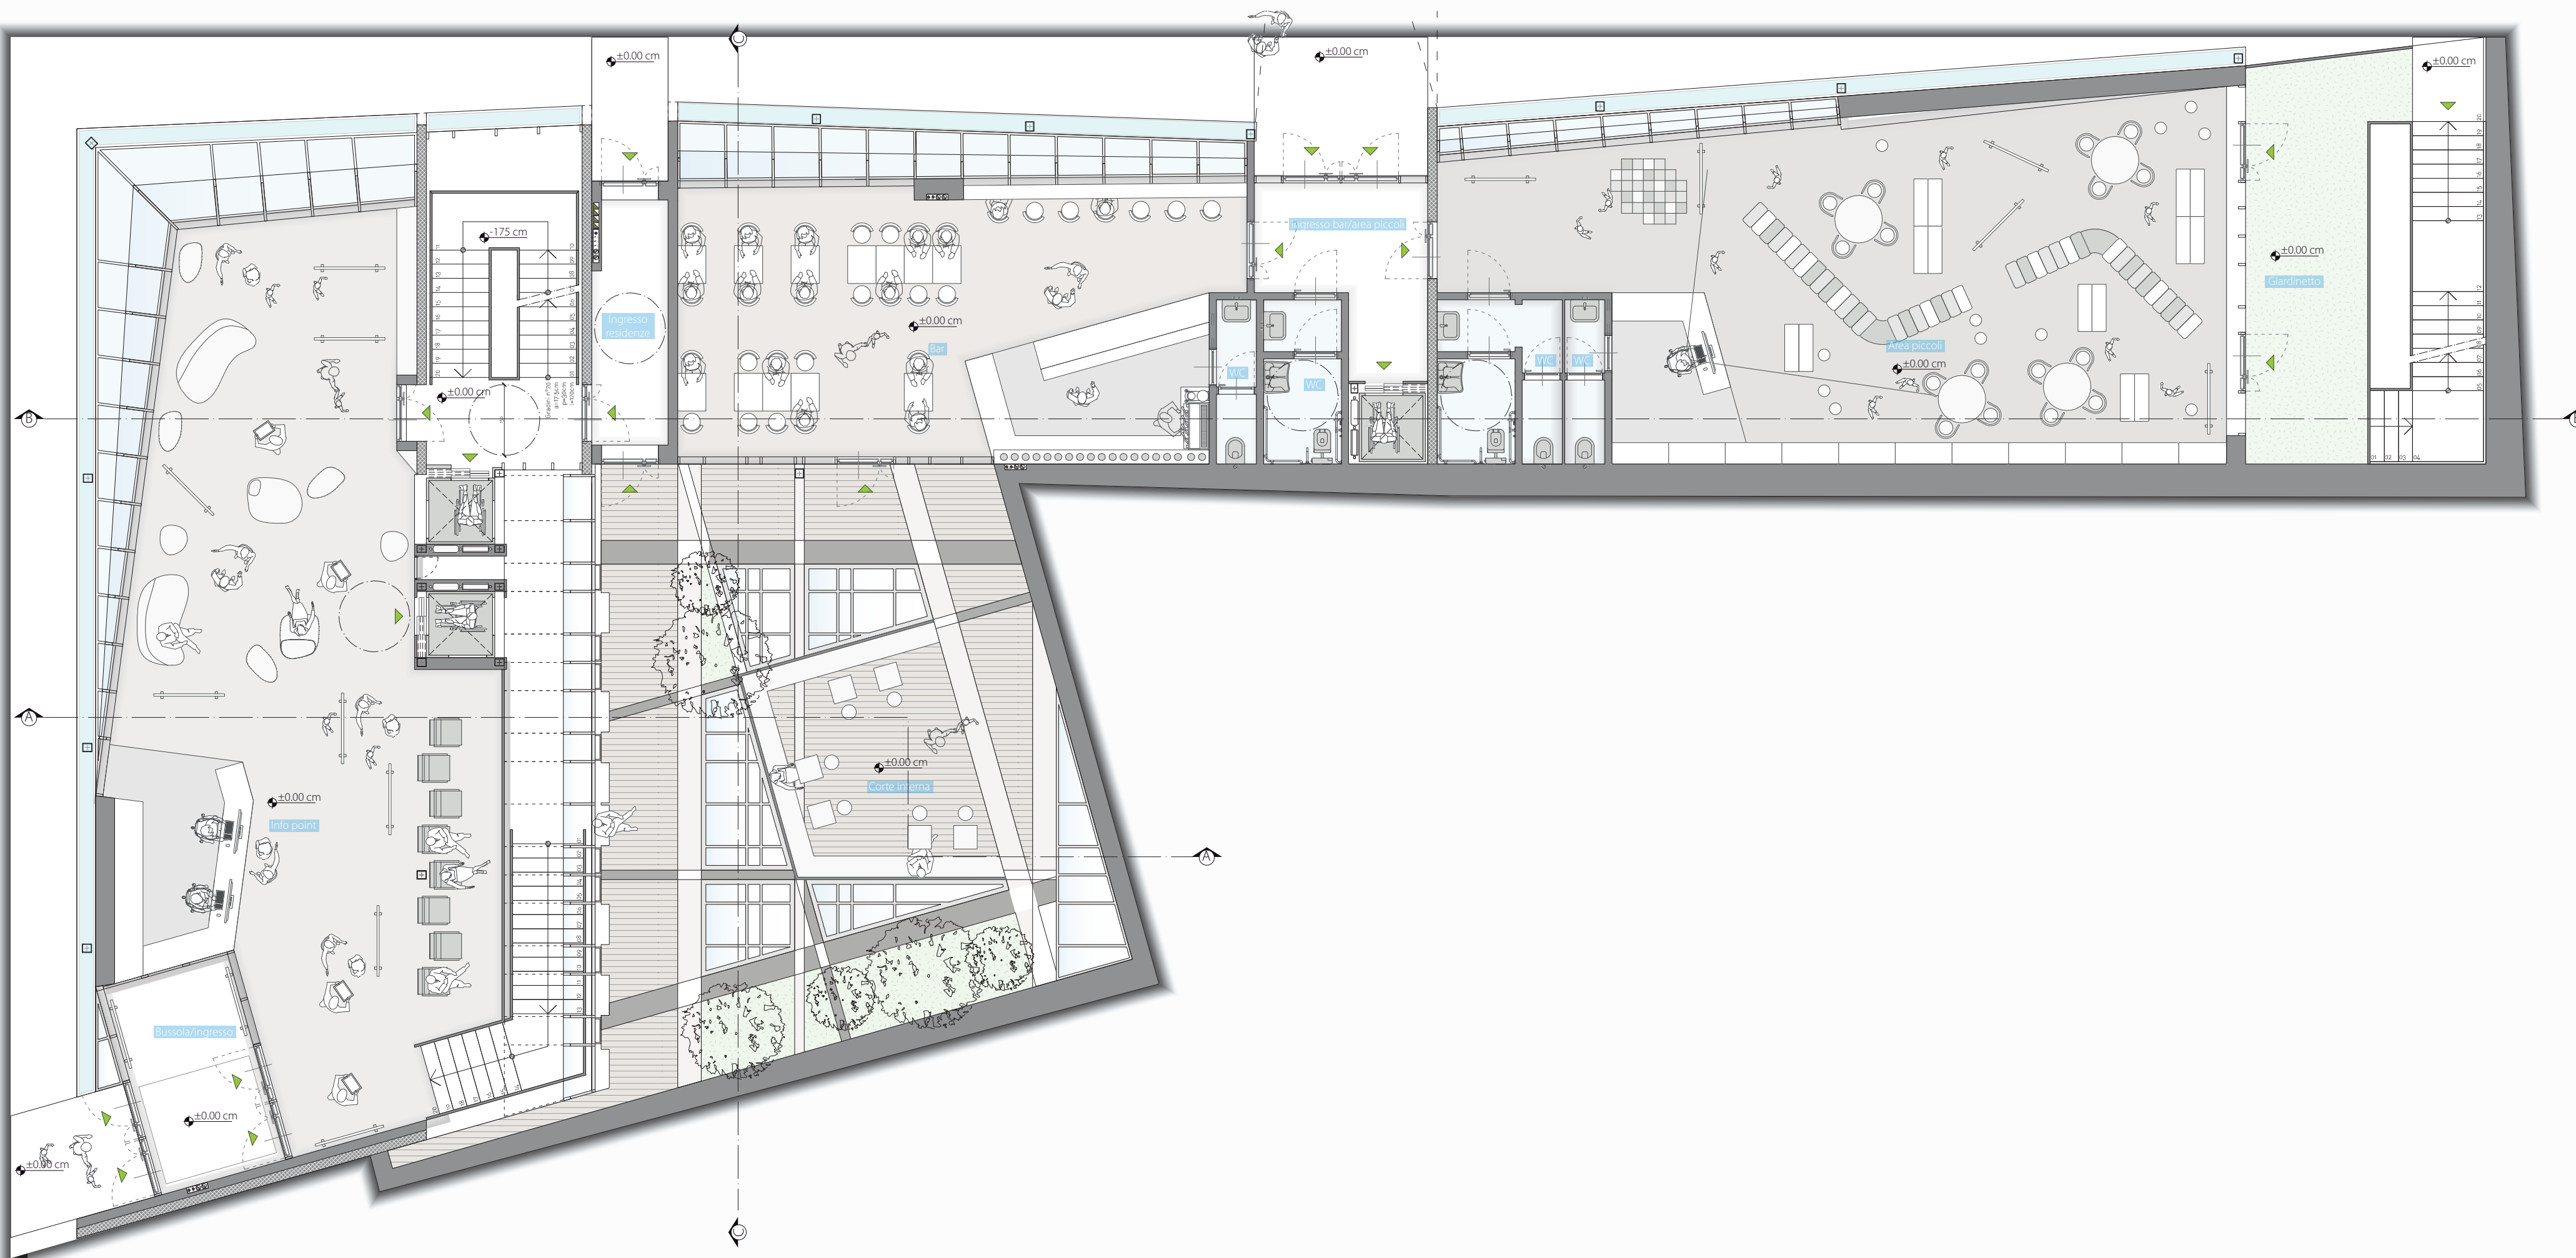 C
±0.00 cm
±0.00 cm
±0.00 cm
-175 cm
Ingresso bar/area piccoli
±0.00 cm
Giardinetto
Ingresso
residenze
±0.00 cm
Bar
Area piccoli
±0.00 cm
WC
WC
WC
WC
±0.00 cm
B
A
±0.00 cm
Corte interna
±0.00 cm
Info point
A
Bussola/ingresso
±0.00 cm
±0.00 cm
C